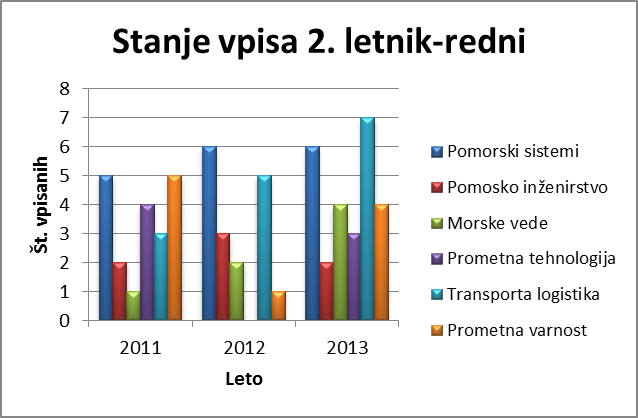 Stanje vpisa 2. letnik-redni
8
7
6
5
4
3
2
1
0
Št. vpisanih
2011 2012 2013
Leto
Pomorski sistemi
Pomosko inženirstvo
Morske vede
Prometna tehnologija
Transporta logistika
Prometna varnost